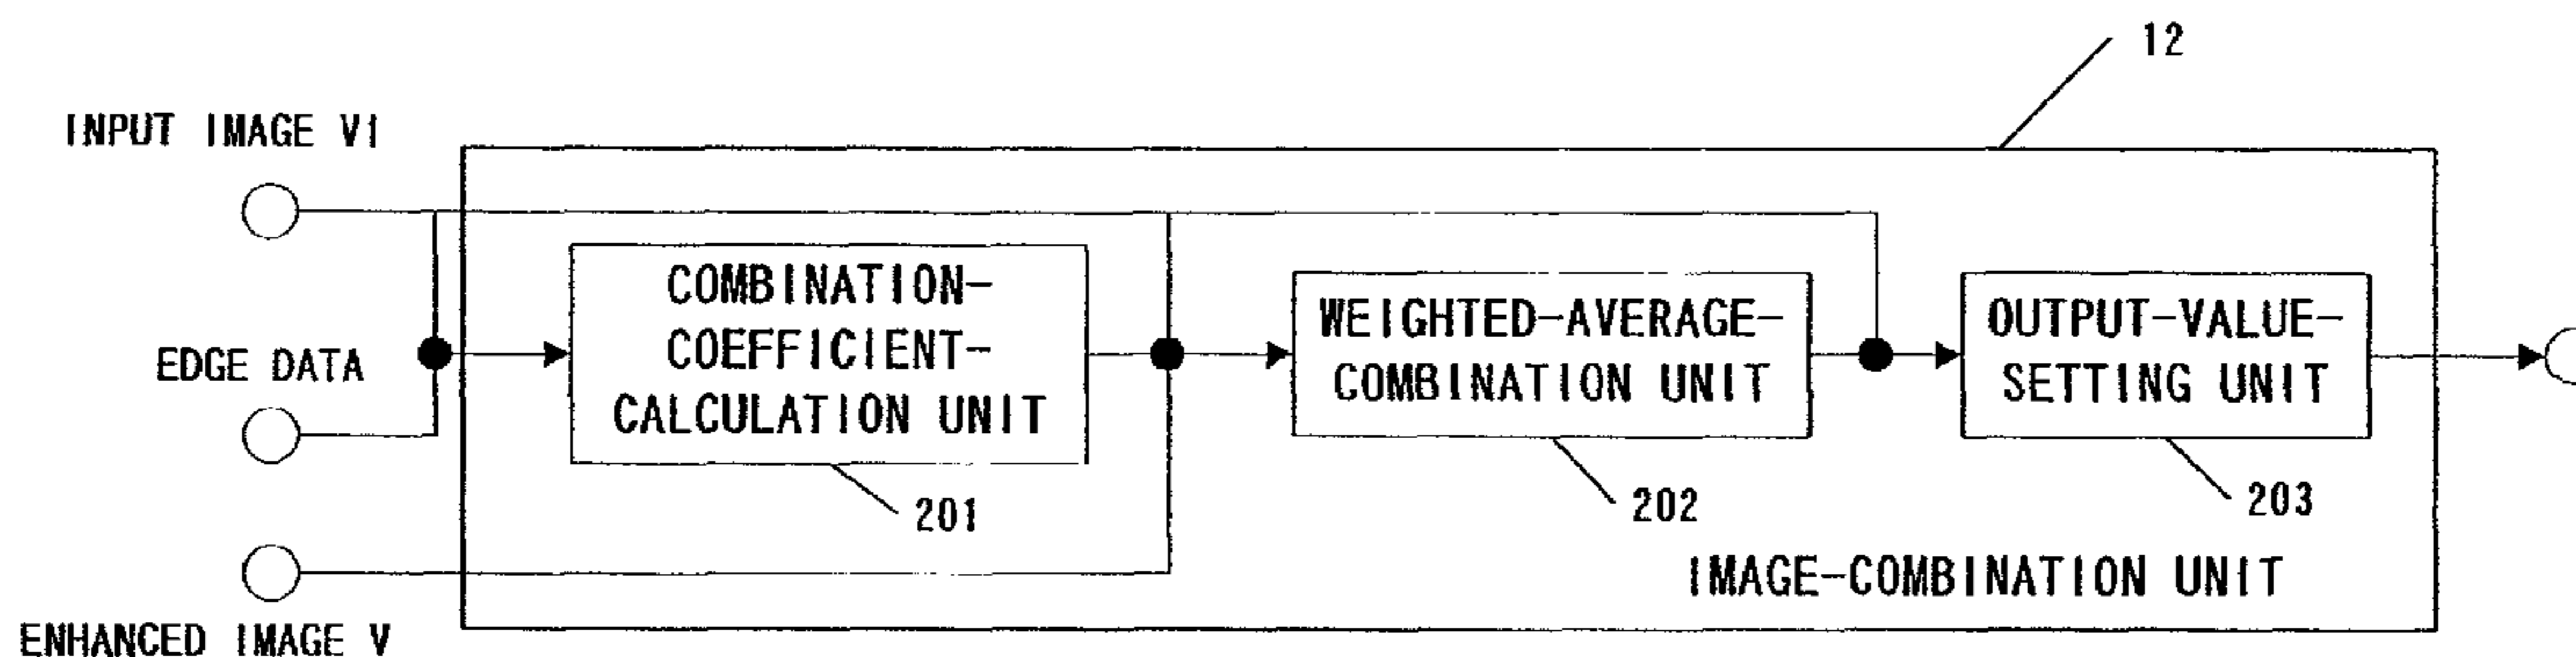 12
INPUT IMAGE VI
COMBINATION-
COEFFICIENT-
CALCULATION UNIT
WEIGHTED-AVERAGE-
COMBINATION UNIT
OUTPUT-VALUE-
SETTING UNIT
EDGE DATA
201
202
203
IMAGE-COMBINATION UNIT
ENHANCED IMAGE V